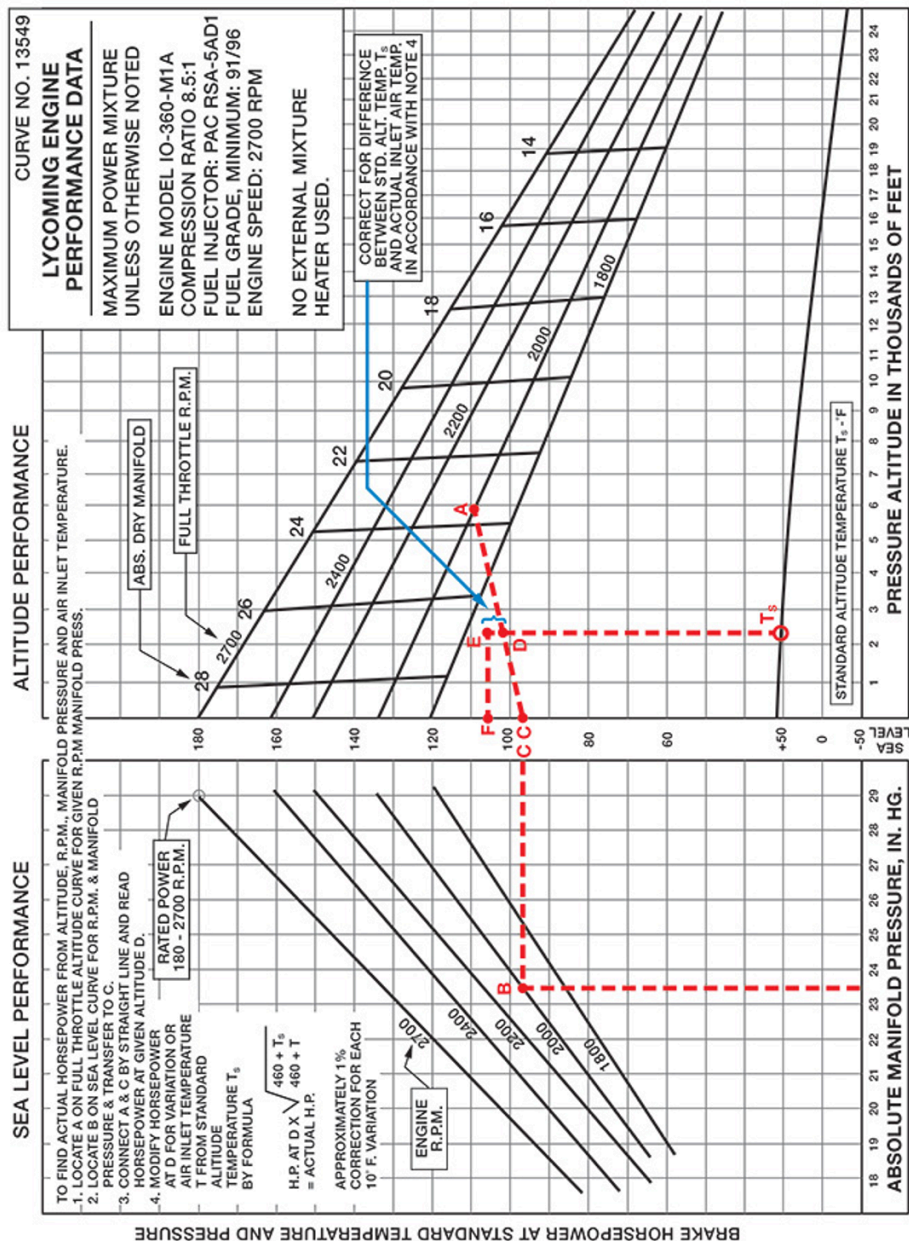 SEA LEVEL PERFORMANCE
TO FIND ACTUAL HORSEPOWER FROM ALTITUDE, R.P.M., MANIFOLD PRESSURE AND AIR INLET TEMPERATURE.
1. LOCATE A ON FULL THROTTLE ALTITUDE CURVE FOR GIVEN R.P.M MANIFOLD PRESS.
2. LOCATE B ON SEA LEVEL CURVE FOR R.P.M. & MANIFOLD
PRESSURE & TRANSFER TO C.
3. CONNECT A & C BY STRAIGHT LINE AND READ
HORSEPOWER AT GIVEN ALTITUDE D.
4. MODIFY HORSEPOWER
AT D FOR VARIATION OR
AIR INLET TEMPERATURE
T FROM STANDARD
ALTIUDE
TEMPERATURE Ts
BY FORMULA
H.P. AT D X √ 460 + Ts
460 + T
= ACTUAL H.P.
APPROXIMATELY 1%
CORRECTION FOR EACH
10° F. VARIATION
RATED POWER
180 - 2700 R.P.M.
ENGINE
R.P.M.
2700
2400
2200
2000
1800
B
18 19 20 21 22 23 24 25 26 27 28 29
ABSOLUTE MANIFOLD PRESSURE, IN. HG.
BRAKE HORSEPOWER AT STANDARD TEMPERATURE AND PRESSURE
ALTITUDE PERFORMANCE
ABS. DRY MANIFOLD
FULL THROTTLE R.P.M.
180
160
140
120
100
80
60
+50
0
-50
28
26
24
22
20
18
16
14
2700
2400
2200
2000
1800
F
E
A
C C
D
Ts
STANDARD ALTITUDE TEMPERATURE Ts -°F
SEA
LEVEL
1 2 3 4 5 6 7 8 9 10 11 12 13 14 15 16 17 18 19 20 21 22 23 24
PRESSURE ALTITUDE IN THOUSANDS OF FEET
CURVE NO. 13549
LYCOMING ENGINE
PERFORMANCE DATA
MAXIMUM POWER MIXTURE
UNLESS OTHERWISE NOTED
ENGINE MODEL IO-360-M1A
COMPRESSION RATIO 8.5:1
FUEL INJECTOR: PAC RSA-5AD1
FUEL GRADE, MINIMUM: 91/96
ENGINE SPEED: 2700 RPM
NO EXTERNAL MIXTURE
HEATER USED.
CORRECT FOR DIFFERENCE
BETWEEN STD. ALT. TEMP. Ts
AND ACTUAL INLET AIR TEMP.
IN ACCORDANCE WITH NOTE 4